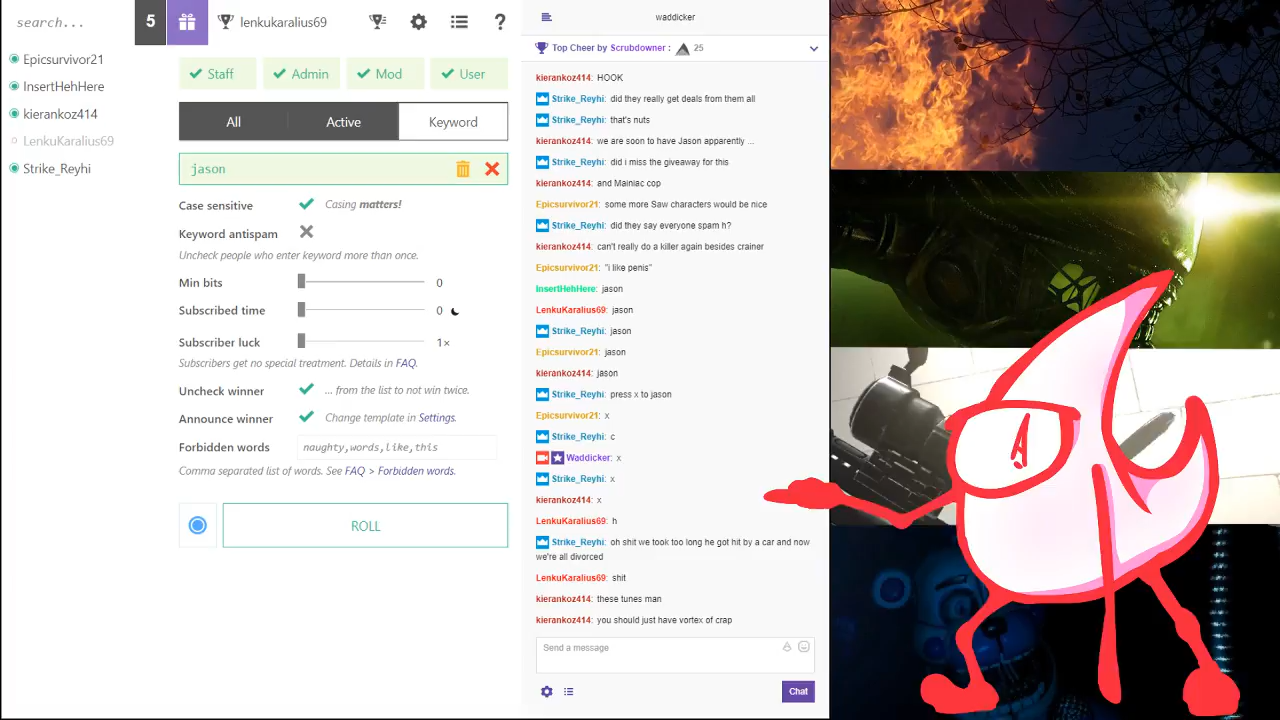 search...
5
lenkukaralius69
?
Epicsurvivor21
InsertHehHere
kierankoz414
LenkuKaralius69
Strike_Reyhi
Staff
Admin
Mod
User
All
Active
Keyword
jason
Case sensitive
Casing matters!
Keyword antispam
Uncheck people who enter keyword more than once.
Min bits
0
Subscribed time
0
Subscriber luck
1×
Subscribers get no special treatment. Details in FAQ.
Uncheck winner
... from the list to not win twice.
Announce winner
Change template in Settings.
Forbidden words
naughty,words,like,this
Comma separated list of words. See FAQ > Forbidden words.
ROLL
waddicker
Top Cheer by Scrubdowner : 25
kierankoz414: HOOK
Strike_Reyhi: did they really get deals from them all
Strike_Reyhi: that's nuts
kierankoz414: we are soon to have Jason apparently ...
Strike_Reyhi: did i miss the giveaway for this
kierankoz414: and Mainiac cop
Epicsurvivor21: some more Saw characters would be nice
Strike_Reyhi: did they say everyone spam h?
kierankoz414: can't really do a killer again besides crainer
Epicsurvivor21: "i like penis"
InsertHehHere: jason
LenkuKaralius69: jason
Strike_Reyhi: jason
Epicsurvivor21: jason
kierankoz414: jason
Strike_Reyhi: press x to jason
Epicsurvivor21: x
Strike_Reyhi: c
Waddicker: x
Strike_Reyhi: x
kierankoz414: x
LenkuKaralius69: h
Strike_Reyhi: oh shit we took too long he got hit by a car and now
we're all divorced
LenkuKaralius69: shit
kierankoz414: these tunes man
kierankoz414: you should just have vortex of crap
Send a message
Chat